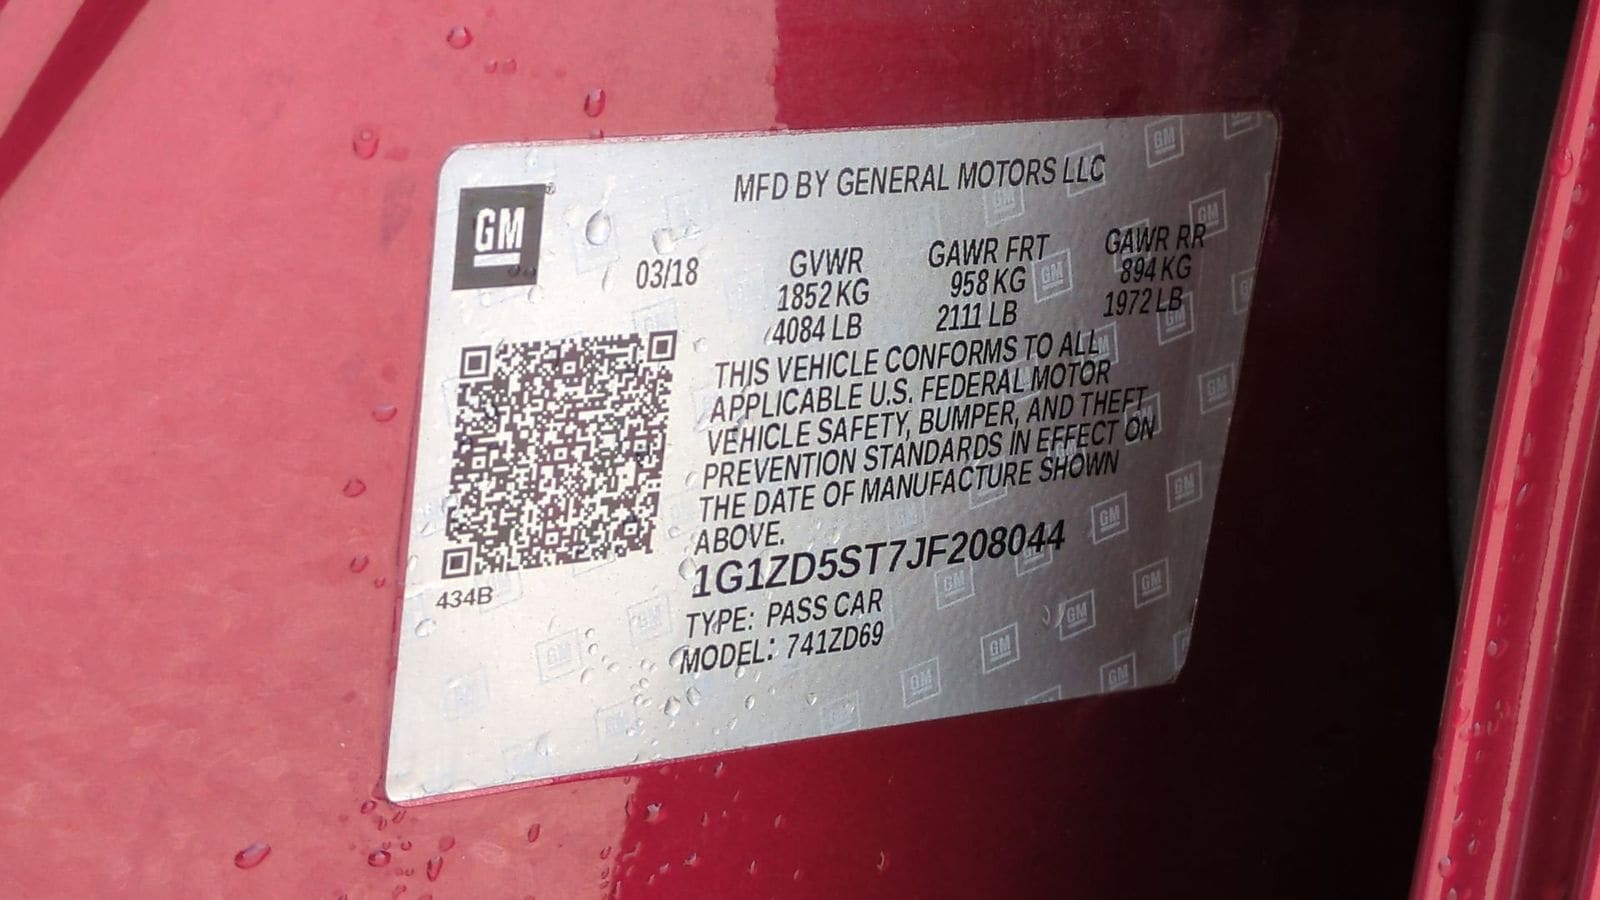 MFD BY GENERAL MOTORS LLC
GM
03/18
GVWR GAWR FRT GAWR RR
1852 KG 958 KG 894 KG
4084 LB 2111 LB 1972 LB
THIS VEHICLE CONFORMS TO ALL
APPLICABLE U.S. FEDERAL MOTOR
VEHICLE SAFETY, BUMPER, AND THEFT
PREVENTION STANDARDS IN EFFECT ON
THE DATE OF MANUFACTURE SHOWN
ABOVE.
1G1ZD5ST7JF208044
434B
TYPE: PASS CAR
MODEL: 741ZD69